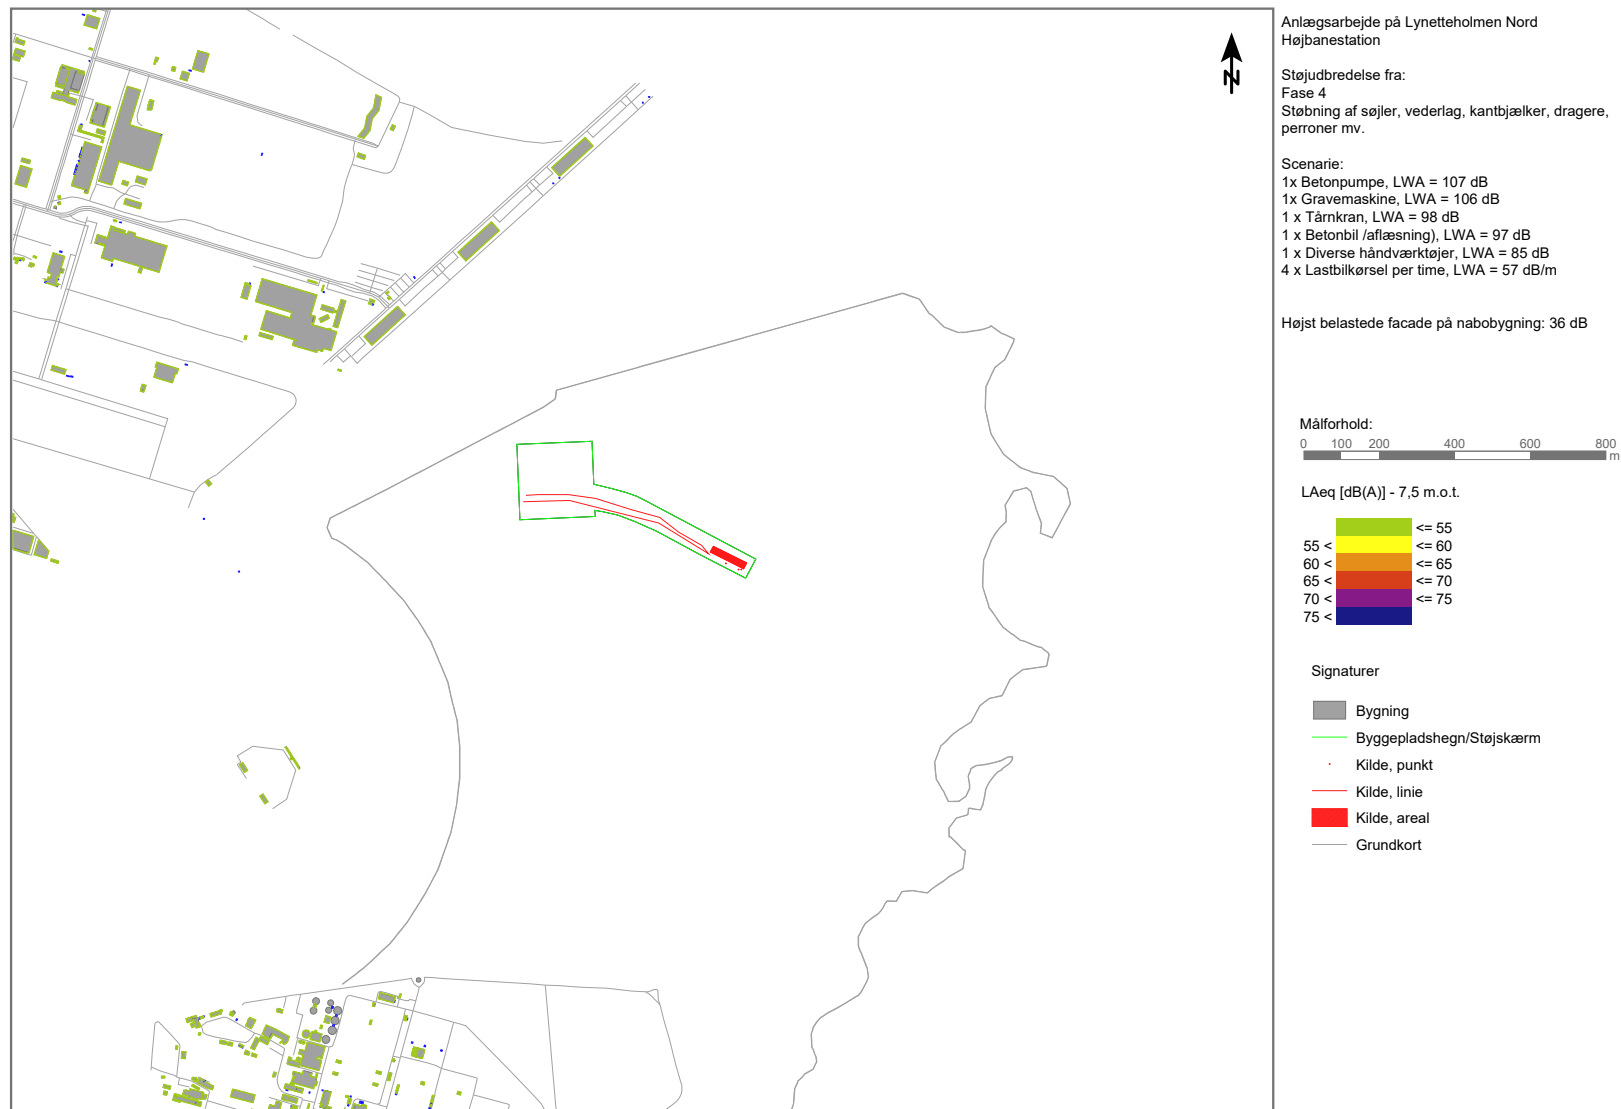 Anlægsarbejde på Lynetteholmen Nord
Højbanestation
Støjudbredelse fra:
Fase 4
Støbning af søjler, vederlag, kantbjælker, dragere,
perroner mv.
Scenarie:
1x Betonpumpe, LWA = 107 dB
1x Gravemaskine, LWA = 106 dB
1 x Tårnkran, LWA = 98 dB
1 x Betonbil /aflæsning), LWA = 97 dB
1 x Diverse håndværktøjer, LWA = 85 dB
4 x Lastbilkørsel per time, LWA = 57 dB/m
Højst belastede facade på nabobygning: 36 dB
N
Målforhold:
0 100 200 400 600 800
m
LAeq [dB(A)] - 7,5 m.o.t.
<= 55
55 < <= 60
60 < <= 65
65 < <= 70
70 < <= 75
75 <
Signaturer
Bygning
Byggepladshegn/Støjskærm
Kilde, punkt
Kilde, linie
Kilde, areal
Grundkort